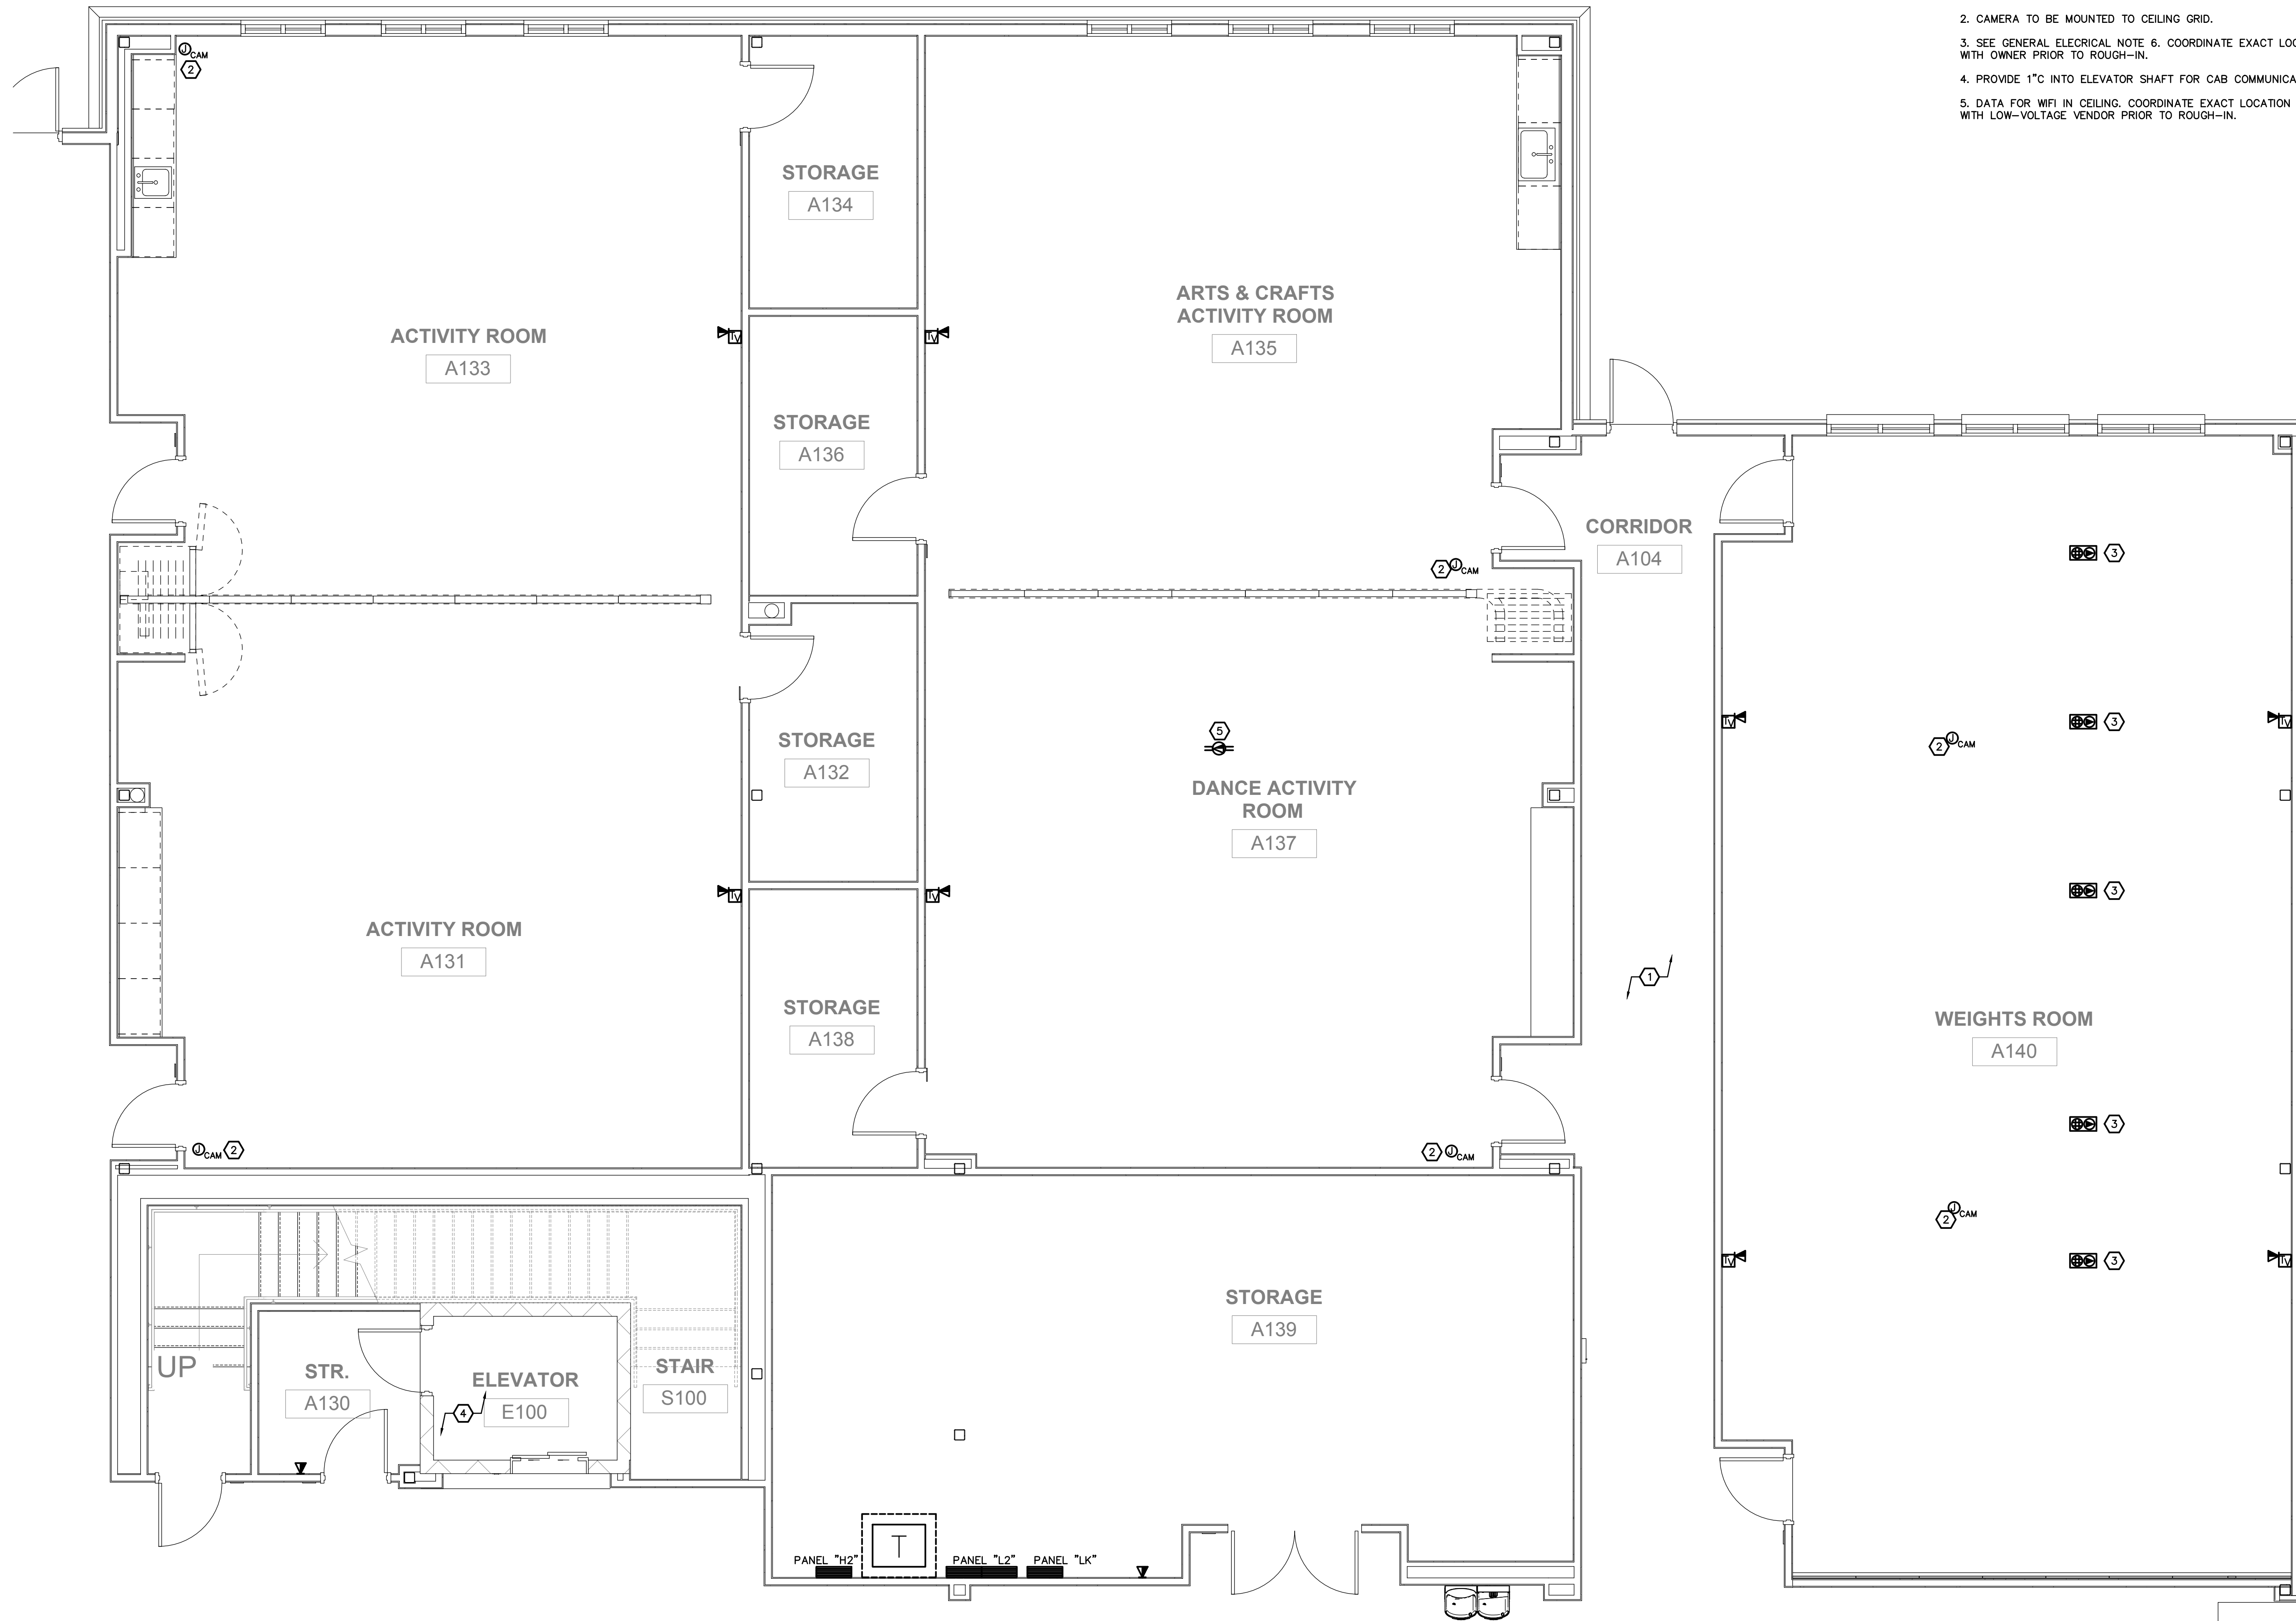 2. CAMERA TO BE MOUNTED TO CEILING GRID.
3. SEE GENERAL ELECRICAL NOTE 6. COORDINATE EXACT
WITH OWNER PRIOR TO ROUGH-IN.
4. PROVIDE 1"C INTO ELEVATOR SHAFT FOR CAB
5. DATA FOR WIFI IN CEILING. COORDINATE EXACT LOCATION
WITH LOW-VOLTAGE VENDOR PRIOR TO ROUGH-IN.
J CAM
2
STORAGE
A134
ARTS & CRAFTS
ACTIVITY ROOM
A135
ACTIVITY ROOM
A133
TV
TV
STORAGE
A136
CORRIDOR
A104
2 J CAM
3
TV
3
TV
2 J CAM
STORAGE
A132
5
DANCE ACTIVITY
ROOM
A137
TV
TV
3
ACTIVITY ROOM
A131
1
STORAGE
A138
WEIGHTS ROOM
A140
3
J CAM 2
2 J CAM
2 J CAM
TV
3
TV
STORAGE
A139
UP
STR.
A130
ELEVATOR
E100
4
STAIR
S100
T
PANEL "H2"
PANEL "L2"
PANEL "LK"